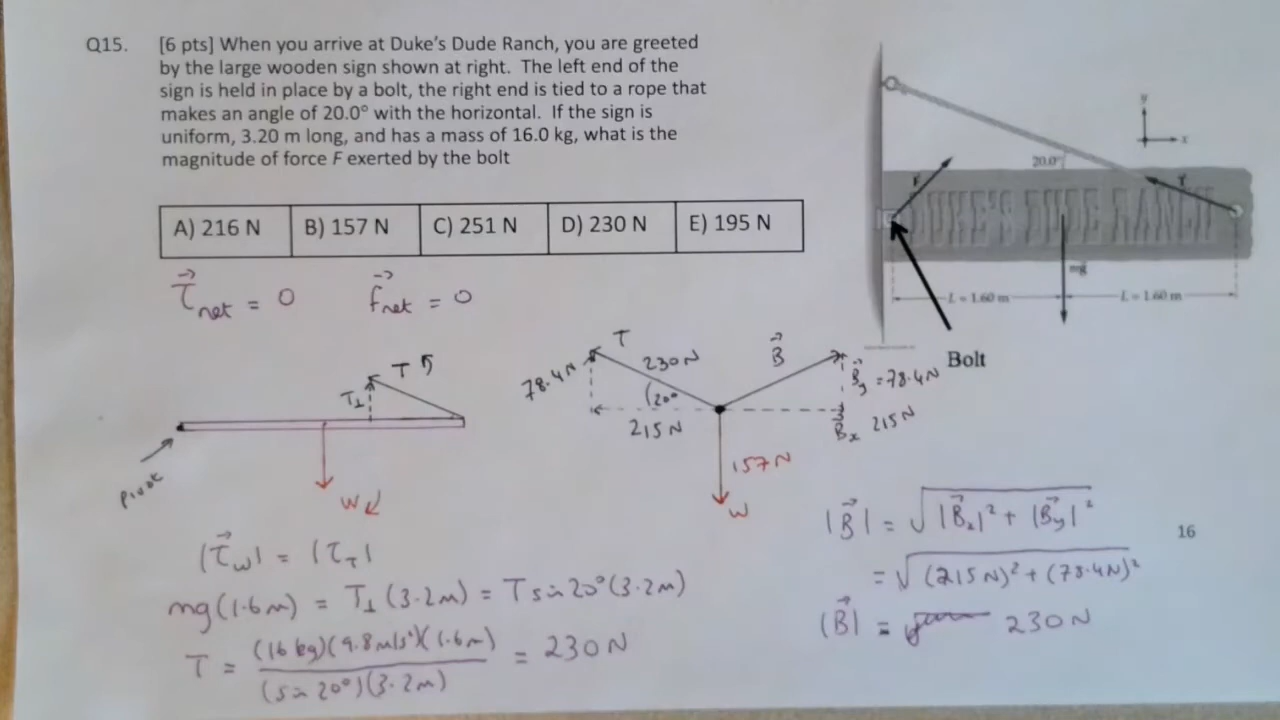 Q15. [6 pts] When you arrive at Duke's Dude Ranch, you are greeted
by the large wooden sign shown at right. The left end of the
sign is held in place by a bolt, the right end is tied to a rope that
makes an angle of 20.0° with the horizontal. If the sign is
uniform, 3.20 m long, and has a mass of 16.0 kg, what is the
magnitude of force F exerted by the bolt
A) 216 N B) 157 N C) 251 N D) 230 N E) 195 N
y
x
20.0°
F
T
DUKE'S DUDE RANCH
mg
L = 1.60 m
L = 1.60 m
Bolt
τ⃗net = 0 F⃗net = 0
T
T⊥
Pivot
W
T
78.4N
230N
20°
215N
B⃗
B⃗y = 78.4N
B⃗x 215N
157N
W
|τ⃗w| = |τT|
mg(1.6m) = T⊥(3.2m) = T sin20°(3.2m)
T = (16 kg)(9.8m/s²)(1.6m) / (sin 20°)(3.2m) = 230N
|B⃗| = √|B⃗x|² + |B⃗y|²
= √(215N)² + (78.4N)²
|B⃗| = 230N
16